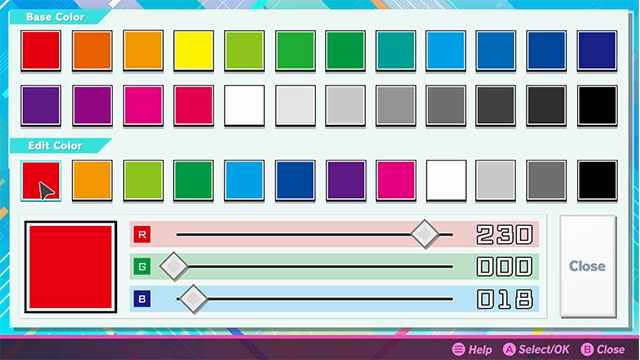 Base Color
Edit Color
R 230
G 000
B 018
Close
Help A Select/OK B Close